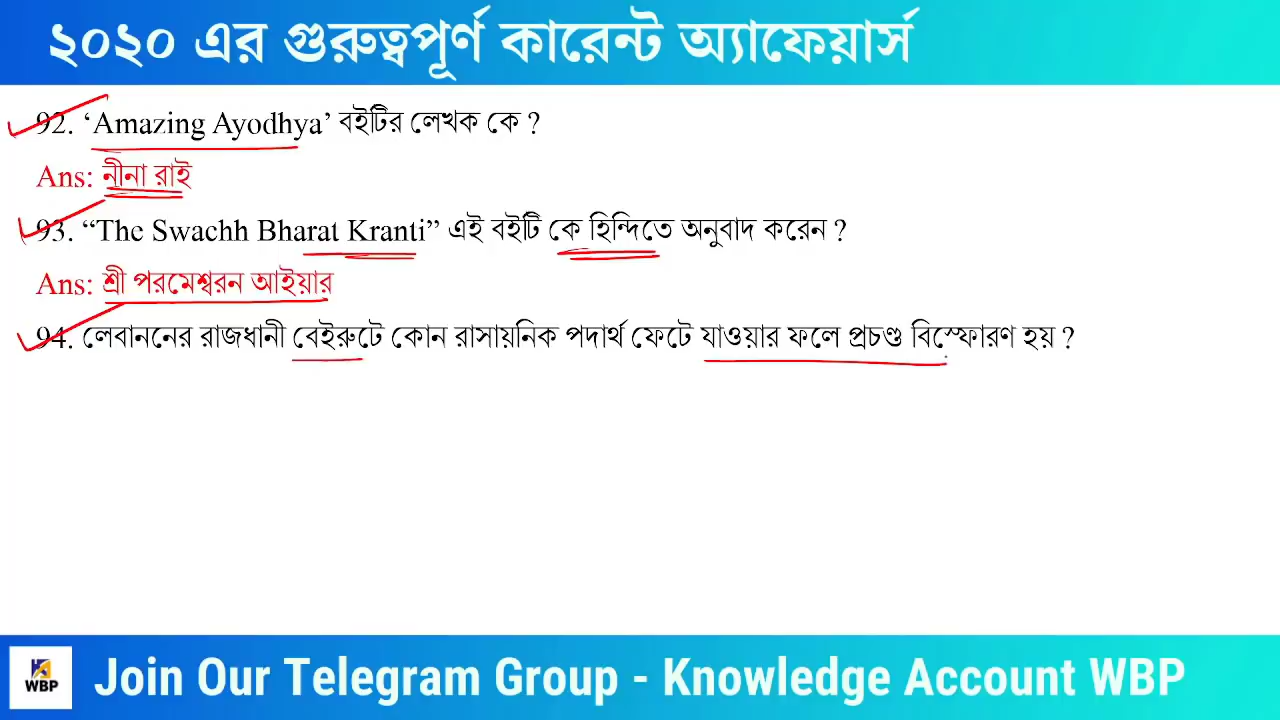 ২০২০ এর গুরুত্বপূর্ণ কারেন্ট অ্যাফেয়ার্স
92. ‘Amazing Ayodhya’ বইটির লেখক কে ?
Ans: নীনা রাই
93. “The Swachh Bharat Kranti” এই বইটি কে হিন্দিতে অনুবাদ করেন ?
Ans: শ্রী পরমেশ্বরন আইয়ার
94. লেবাননের রাজধানী বেইরুটে কোন রাসায়নিক পদার্থ ফেটে যাওয়ার ফলে প্রচণ্ড বিস্ফোরণ হয় ?
WBP
Join Our Telegram Group - Knowledge Account WBP